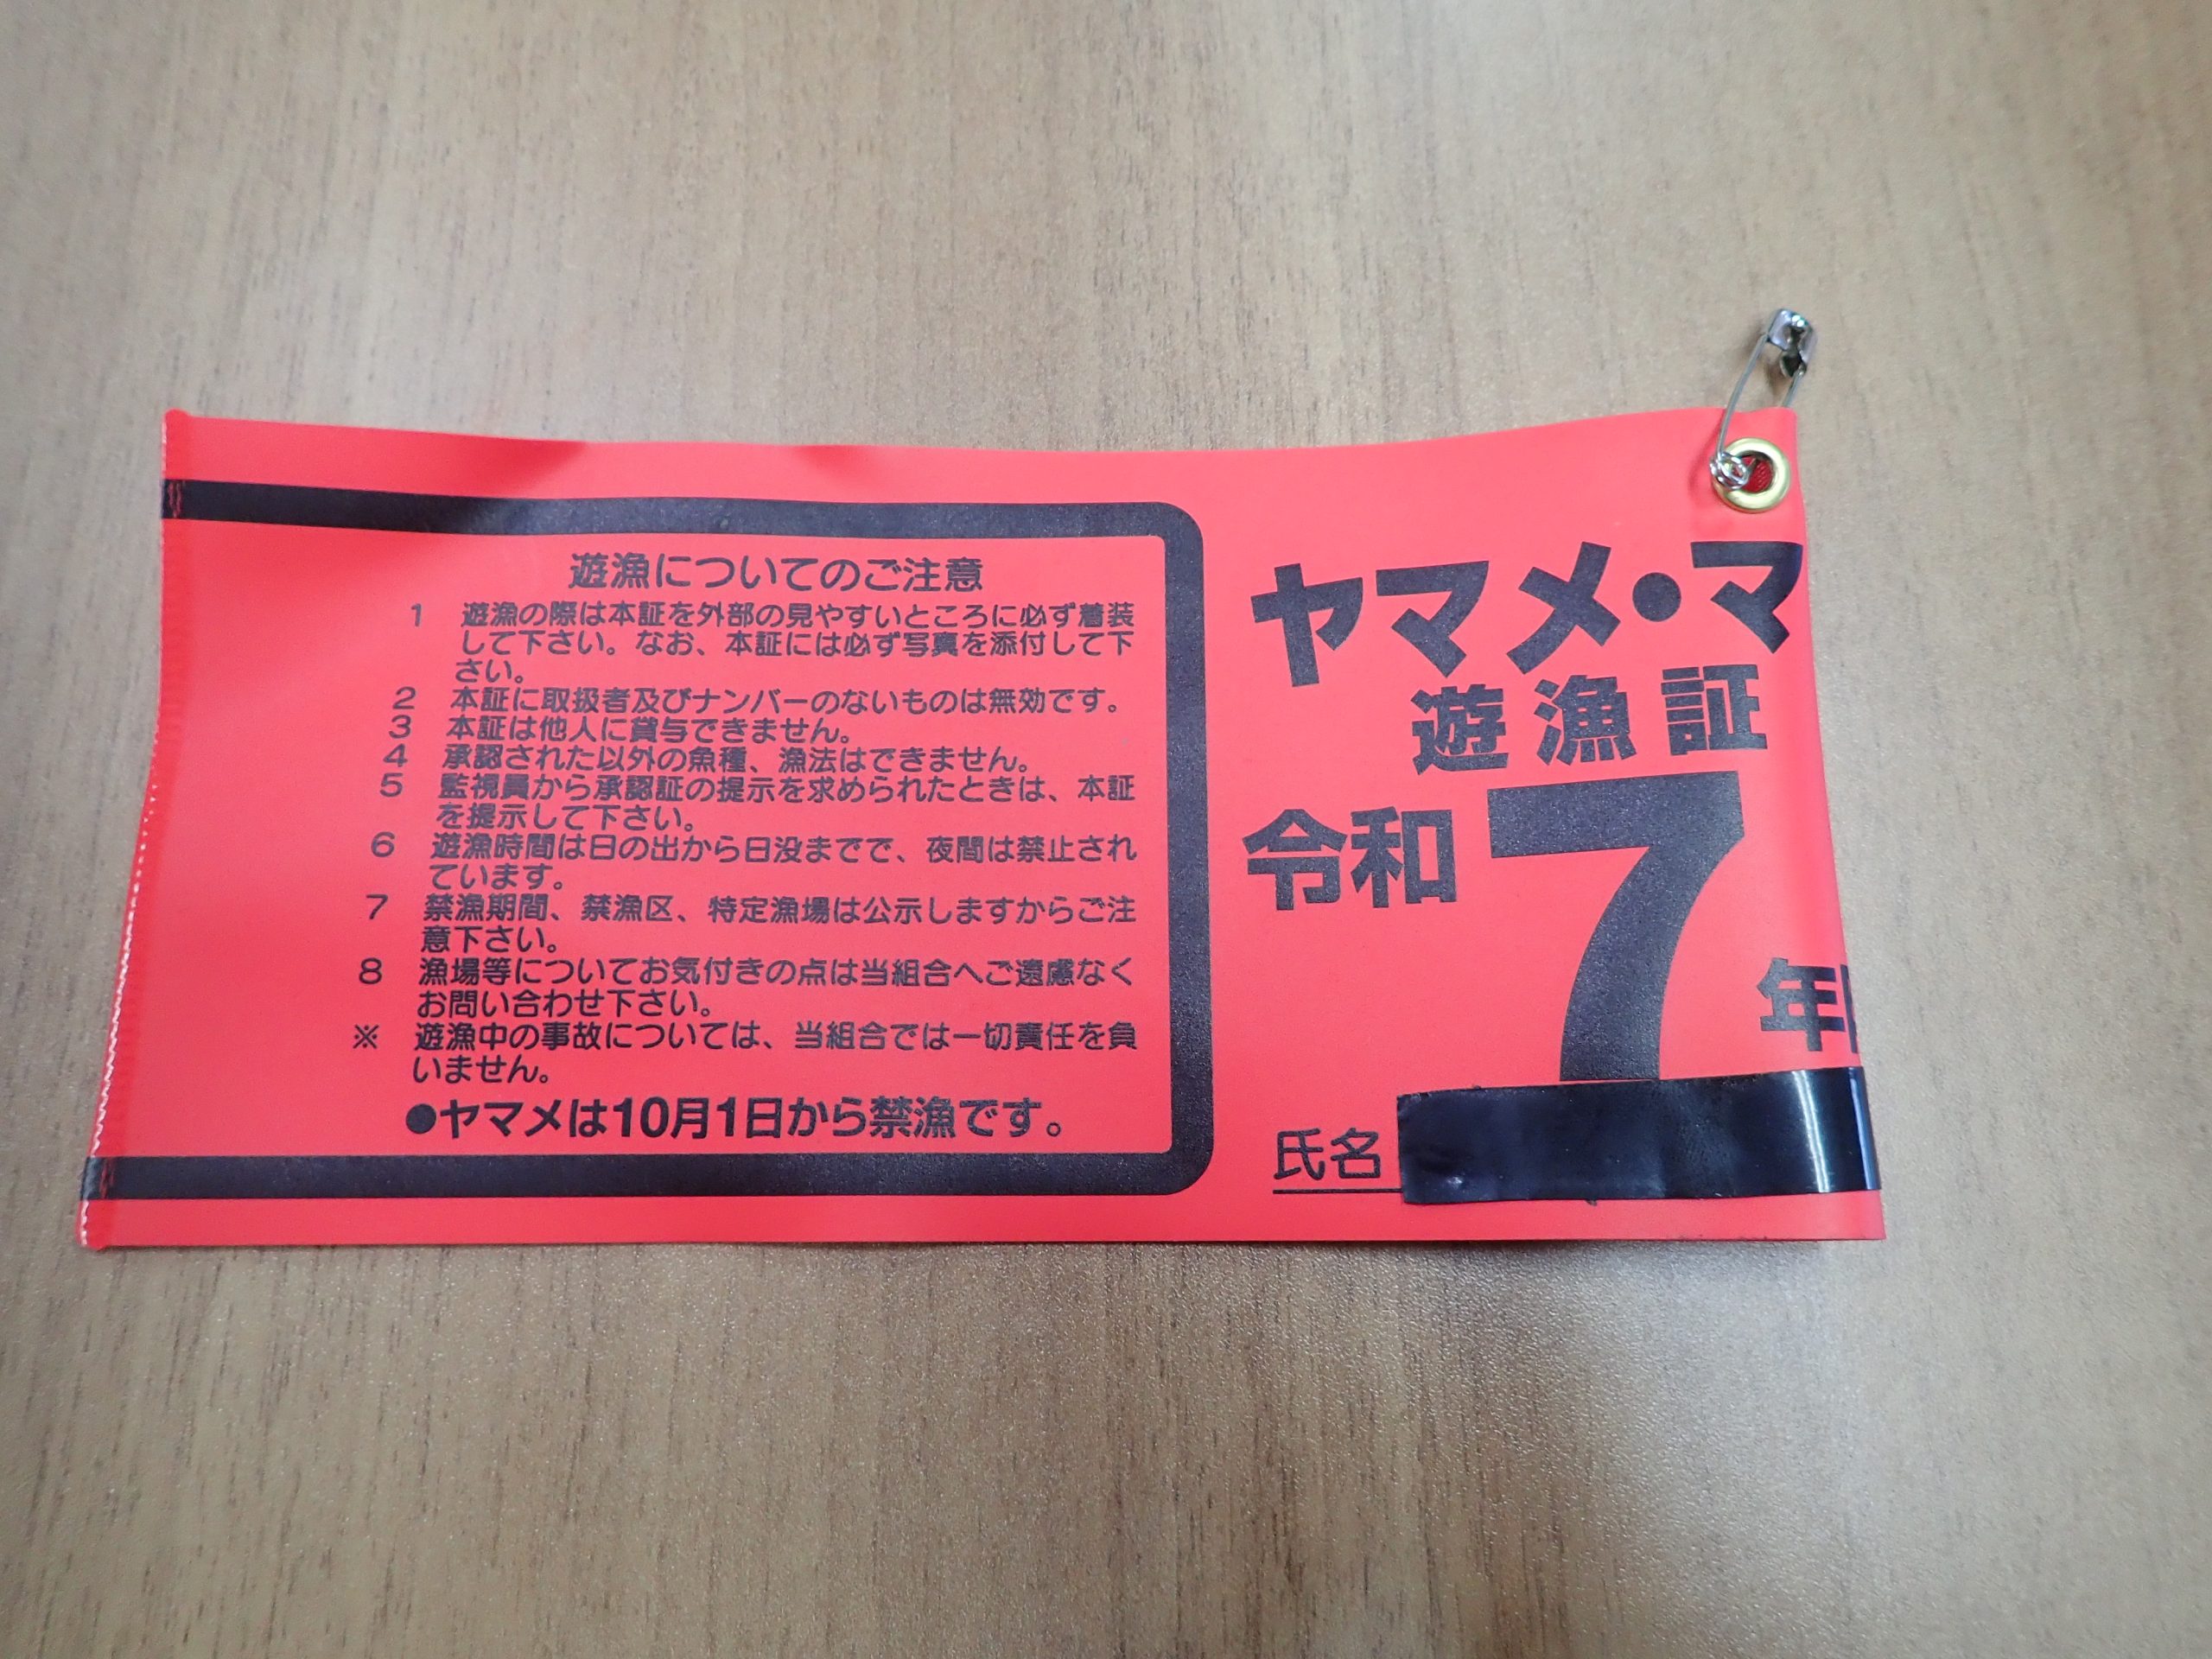 遊漁についてのご注意
1 遊漁の際は本証を外部の見やすいところに必ず着装
して下さい。なお、本証には必ず写真を添付して下
さい。
2 本証に取扱者及びナンバーのないものは無効です。
3 本証は他人に貸与できません。
4 承認された以外の魚種、漁法はできません。
5 監視員から承認証の提示を求められたときは、本証
を提示して下さい。
6 遊漁時間は日の出から日没までで、夜間は禁止され
ています。
7 禁漁期間、禁漁区、特定漁場は公示しますからご注
意下さい。
8 漁場等についてお気付きの点は当組合へご遠慮なく
お問い合わせ下さい。
※ 遊漁中の事故については、当組合では一切責任を負
いません。
●ヤマメは10月1日から禁漁です。
ヤマメ・マ
遊漁証
令和7年
氏名